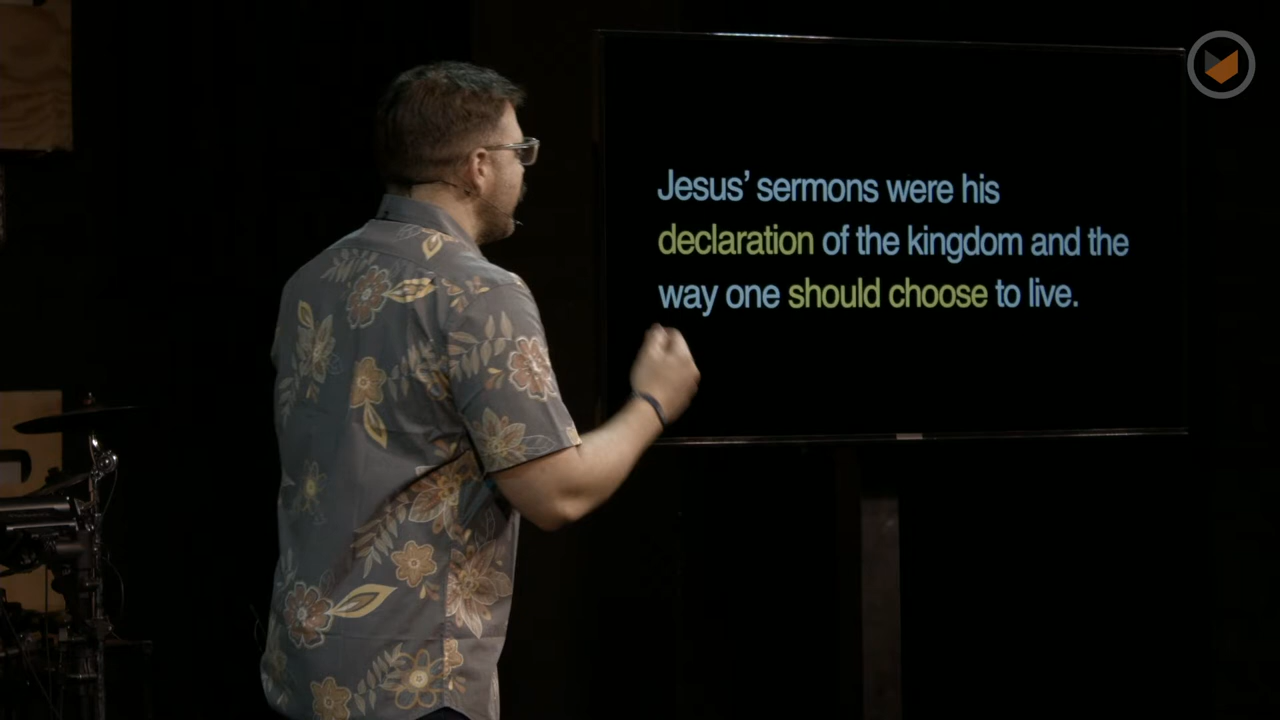 Jesus’ sermons were his
declaration of the kingdom and the
way one should choose to live.